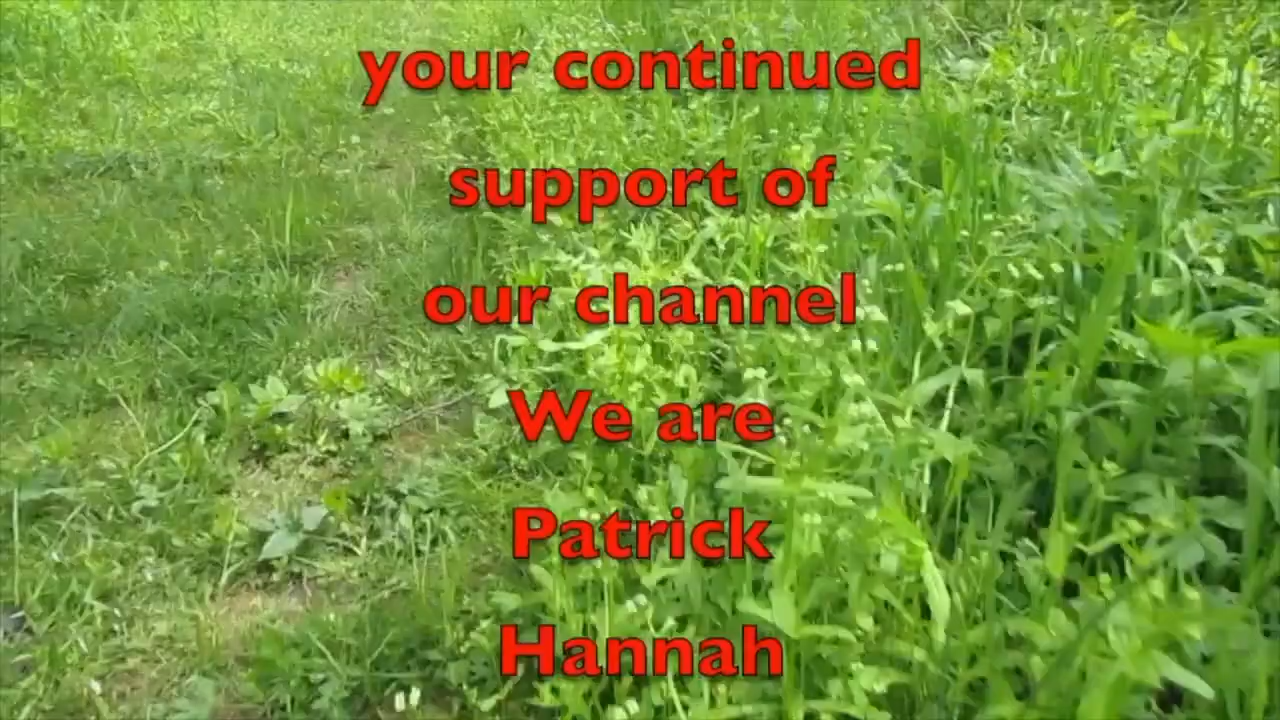 your continued
support of
our channel
We are
Patrick
Hannah